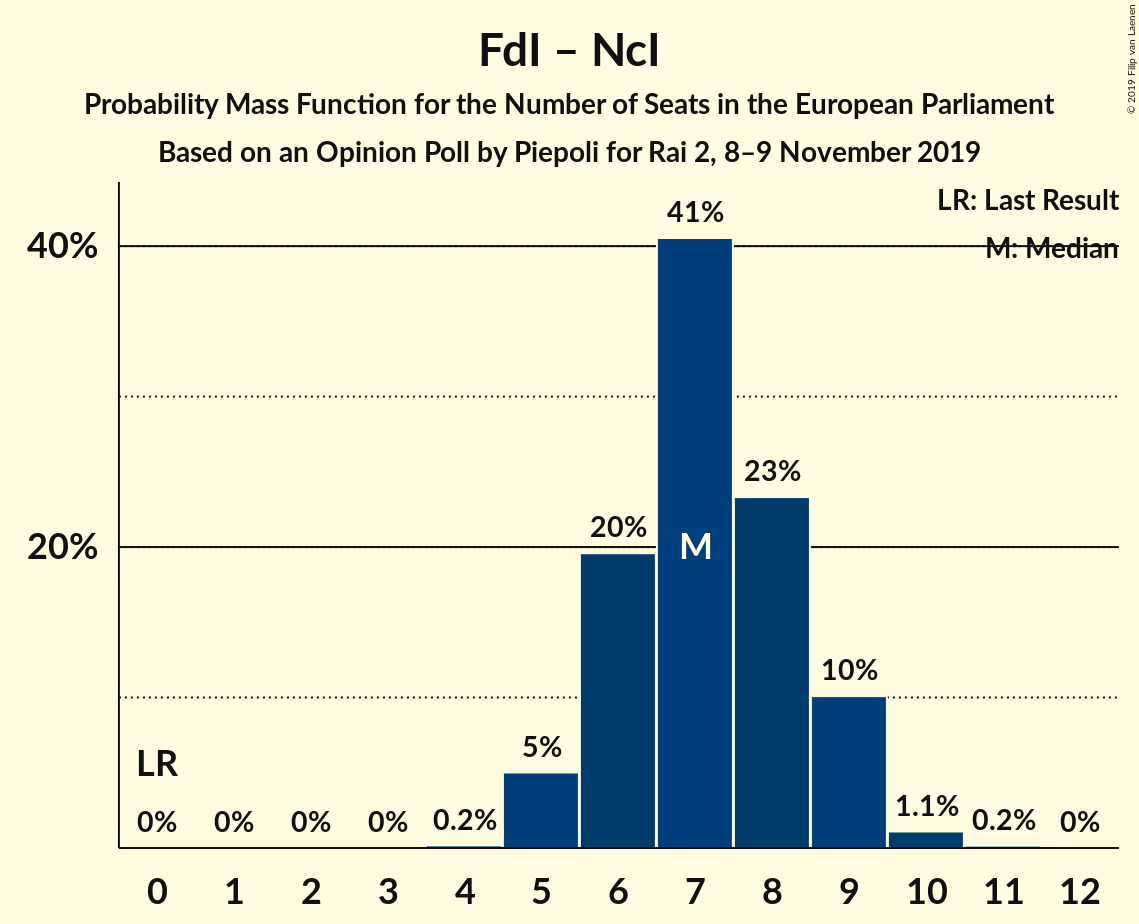 FdI – NcI
Probability Mass Function for the Number of Seats in the European Parliament
Based on an Opinion Poll by Piepoli for Rai 2, 8–9 November 2019
© 2019 Filip van Laenen
LR: Last Result
M: Median
40%
20%
41%
23%
20%
M
10%
5%
LR
0% 0% 0% 0% 0.2% 1.1% 0.2% 0%
0 1 2 3 4 5 6 7 8 9 10 11 12